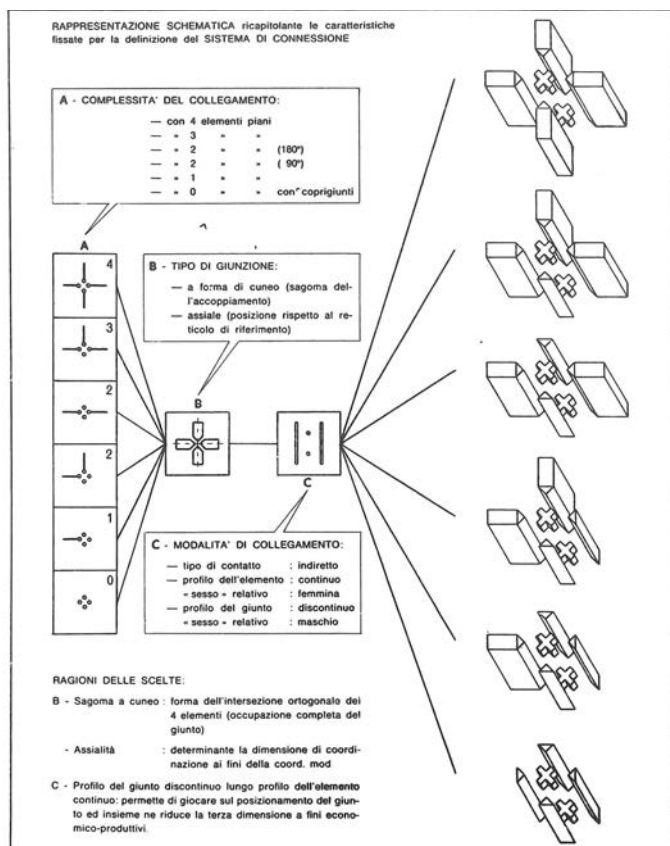 RAPPRESENTAZIONE SCHEMATICA ricapitolante le caratteristiche
fissate per la definizione del SISTEMA DI CONNESSIONE
A - COMPLESSITA' DEL COLLEGAMENTO:
— con 4 elementi piani
— » 3 » »
— » 2 » » (180°)
— » 2 » » ( 90°)
— » 1 » »
— » 0 » » con coprigiunti
A
4
3
2
2
1
0
B - TIPO DI GIUNZIONE:
— a forma di cuneo (sagoma del-
l'accoppiamento)
— assiale (posizione rispetto al re-
ticolo di riferimento)
B
C
C - MODALITA' DI COLLEGAMENTO:
— tipo di contatto : indiretto
— profilo dell'elemento : continuo
« sesso » relativo : femmina
— profilo del giunto : discontinuo
« sesso » relativo : maschio
RAGIONI DELLE SCELTE:
B - Sagoma a cuneo : forma dell'intersezione ortogonale dei
4 elementi (occupazione completa del
giunto)
- Assialità : determinante la dimensione di coordi-
nazione ai fini della coord. mod
C - Profilo del giunto discontinuo lungo profilo dell'elemento
continuo: permette di giocare sul posizionamento del giun-
to ed insieme ne riduce la terza dimensione a fini econo-
mico-produttivi.